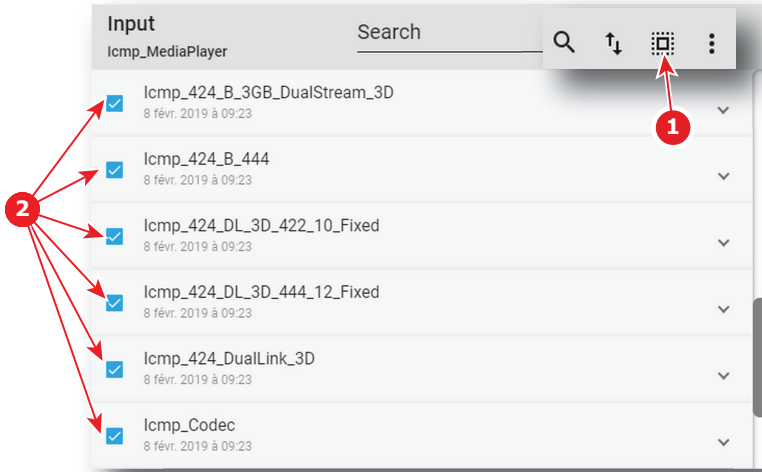 Input
Search
Icmp_MediaPlayer
1
Icmp_424_B_3GB_DualStream_3D
8 févr. 2019 à 09:23
Icmp_424_B_444
8 févr. 2019 à 09:23
2
Icmp_424_DL_3D_422_10_Fixed
8 févr. 2019 à 09:23
Icmp_424_DL_3D_444_12_Fixed
8 févr. 2019 à 09:23
Icmp_424_DualLink_3D
8 févr. 2019 à 09:23
Icmp_Codec
8 févr. 2019 à 09:23